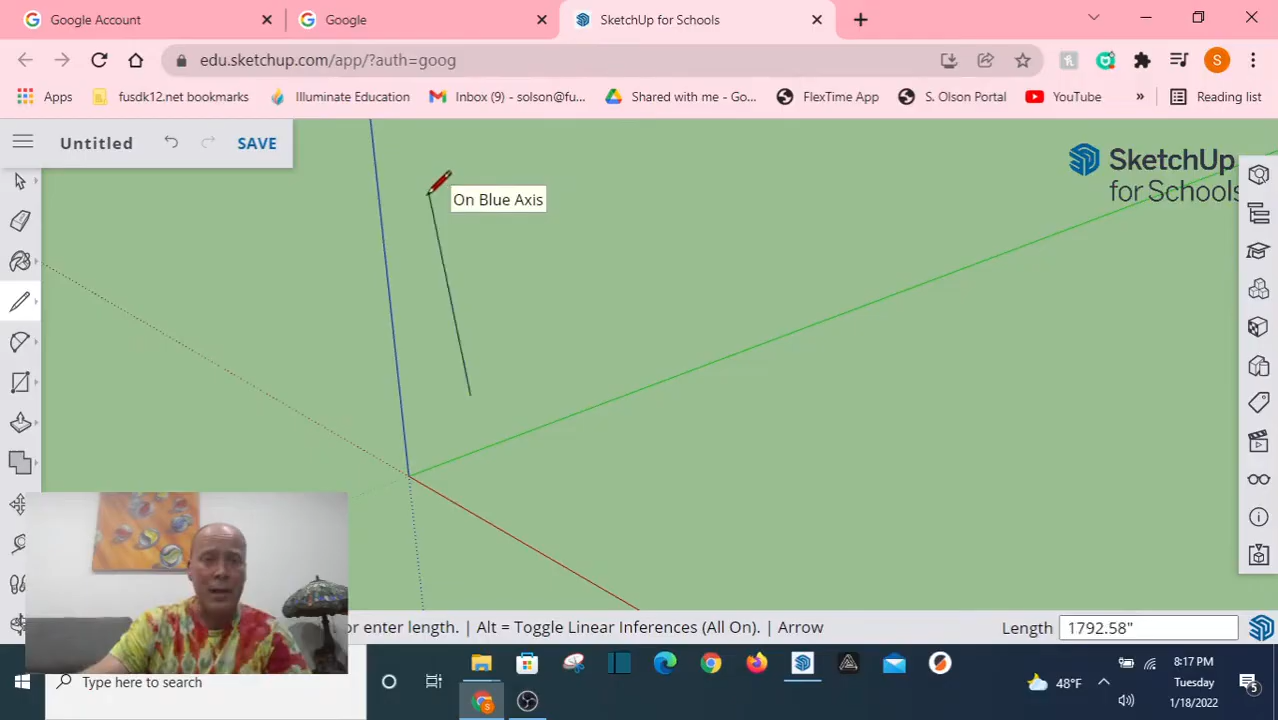 Google Account
Google
SketchUp for Schools
edu.sketchup.com/app/?auth=goog
S
Apps
fusdk12.net bookmarks
Illuminate Education
Inbox (9) - solson@fu...
Shared with me - Go...
FlexTime App
S. Olson Portal
YouTube
»
Reading list
Untitled
SAVE
SketchUp
for Schools
On Blue Axis
or enter length. | Alt = Toggle Linear Inferences (All On). | Arrow
Length
1792.58"
Type here to search
48°F
8:17 PM
Tuesday
1/18/2022
5